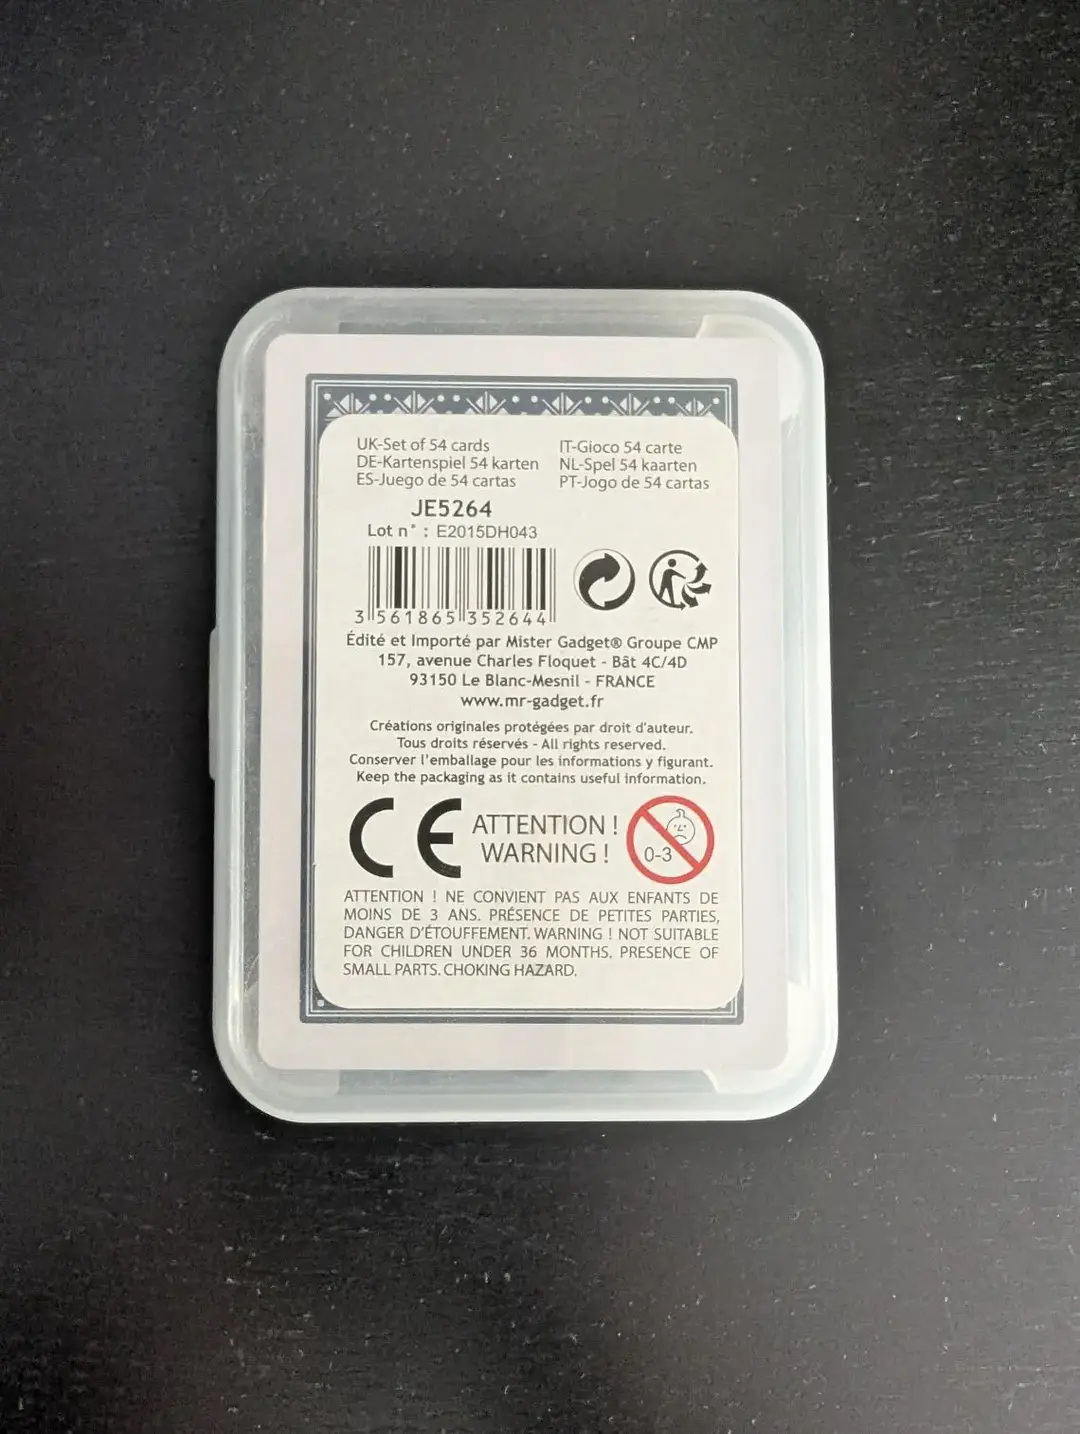 UK-Set of 54 cards
DE-Kartenspiel 54 karten
ES-Juego de 54 cartas
IT-Gioco 54 carte
NL-Spel 54 kaarten
PT-Jogo de 54 cartas
JE5264
Lot n° : E2015DH043
3 561865 352644
Édité et Importé par Mister Gadget® Groupe CMP
157, avenue Charles Floquet - Bât 4C/4D
93150 Le Blanc-Mesnil - FRANCE
www.mr-gadget.fr
Créations originales protégées par droit d'auteur.
Tous droits réservés - All rights reserved.
Conserver l'emballage pour les informations y figurant.
Keep the packaging as it contains useful information.
CE
ATTENTION !
WARNING !
0-3
ATTENTION ! NE CONVIENT PAS AUX ENFANTS DE
MOINS DE 3 ANS. PRÉSENCE DE PETITES PARTIES,
DANGER D'ÉTOUFFEMENT. WARNING ! NOT SUITABLE
FOR CHILDREN UNDER 36 MONTHS. PRESENCE OF
SMALL PARTS. CHOKING HAZARD.